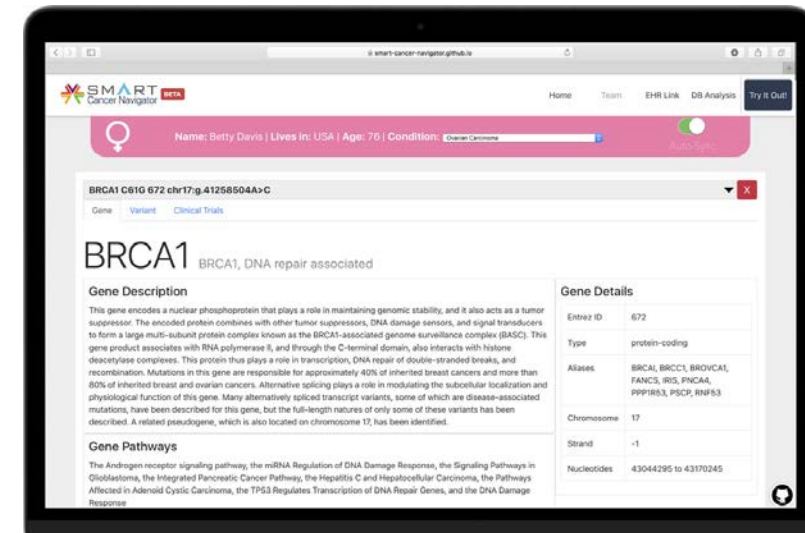 smart-cancer-navigator.github.io
SMART
Cancer Navigator
BETA
Home Team EHR Link DB Analysis Try It Out!
Name: Betty Davis | Lives in: USA | Age: 76 | Condition: Ovarian Carcinoma
Auto-Sync
BRCA1 C61G 672 chr17:g.41258504A>C
X
Gene Variant Clinical Trials
BRCA1 BRCA1, DNA repair associated
Gene Description
This gene encodes a nuclear phosphoprotein that plays a role in maintaining genomic stability, and it also acts as a tumor
suppressor. The encoded protein combines with other tumor suppressors, DNA damage sensors, and signal transducers
to form a large multi-subunit protein complex known as the BRCA1-associated genome surveillance complex (BASC). This
gene product associates with RNA polymerase II, and through the C-terminal domain, also interacts with histone
deacetylase complexes. This protein thus plays a role in transcription, DNA repair of double-stranded breaks, and
recombination. Mutations in this gene are responsible for approximately 40% of inherited breast cancers and more than
80% of inherited breast and ovarian cancers. Alternative splicing plays a role in modulating the subcellular localization and
physiological function of this gene. Many alternatively spliced transcript variants, some of which are disease-associated
mutations, have been described for this gene, but the full-length natures of only some of these variants has been
described. A related pseudogene, which is also located on chromosome 17, has been identified.
Gene Pathways
The Androgen receptor signaling pathway, the miRNA Regulation of DNA Damage Response, the Signaling Pathways in
Glioblastoma, the Integrated Pancreatic Cancer Pathway, the Hepatitis C and Hepatocellular Carcinoma, the Pathways
Affected in Adenoid Cystic Carcinoma, the TP53 Regulates Transcription of DNA Repair Genes, and the DNA Damage
Response
Gene Details
Entrez ID 672
Type protein-coding
Aliases BRCAI, BRCC1, BROVCA1,
FANCS, IRIS, PNCA4,
PPP1R53, PSCP, RNF53
Chromosome 17
Strand -1
Nucleotides 43044295 to 43170245